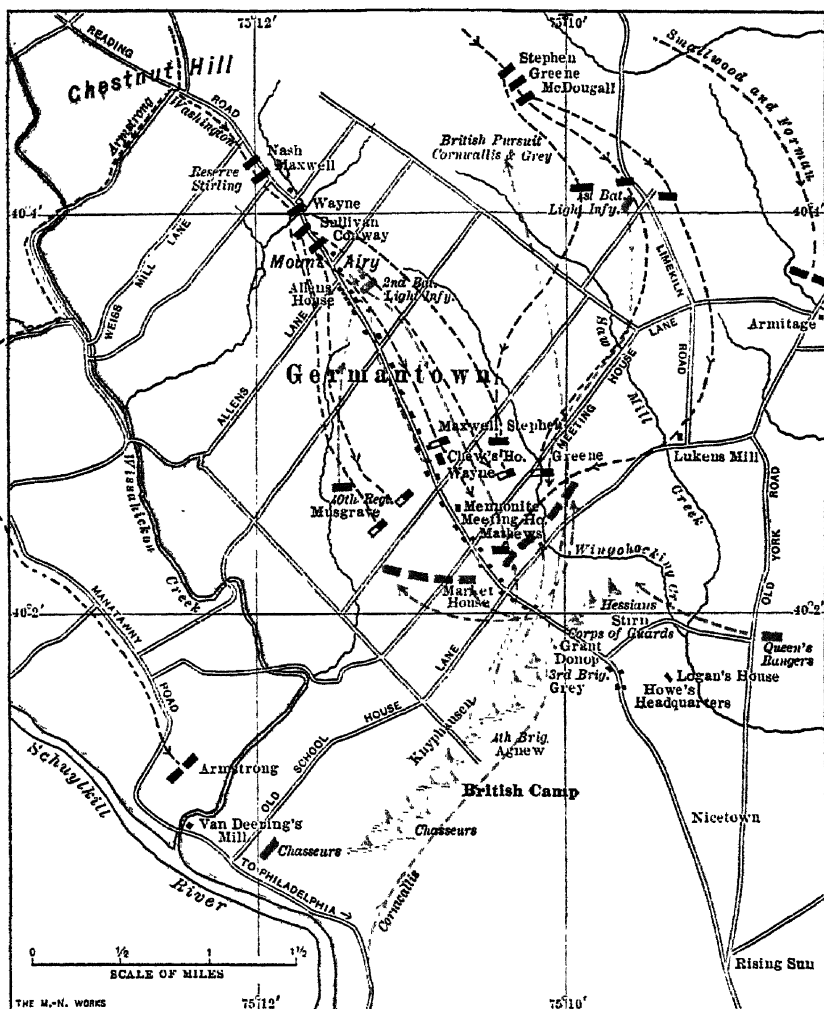 75°12'
75°10'
READING
ROAD
Chestnut Hill
Armstrong
Washington
Stephen
Greene
McDougall
Smallwood and Forman
British Pursuit
Cornwallis & Grey
Nash
Maxwell
Reserve
Stirling
Wayne
Sullivan
Conway
1st Bat.
Light Infy.
40°4'
40°4'
Mount Airy
Allens
House
2nd Bat.
Light Infy.
WEISS MILL LANE
ALLENS LANE
LIMEKILN
ROAD
Armitage
MEETING HOUSE LANE
Germantown
Saw Mill Creek
Maxwell
Stephen
Chew's Ho.
Wayne
Greene
Lukens Mill
40th Regt.
Musgrave
Mennonite
Meeting Ho.
Mathews
Wissahickon
Creek
Wingohocking Cr.
OLD YORK ROAD
Market
House
40°2'
40°2'
MANATANNY
ROAD
Hessians
Stirn
Corps of Guards
Grant
Donop
3rd Brig.
Grey
Queen's
Rangers
Logan's House
Howe's
Headquarters
OLD SCHOOL HOUSE LANE
Knyphausen
4th Brig.
Agnew
British Camp
Armstrong
Schuylkill
River
Van Deering's
Mill
Chasseurs
Chasseurs
Nicetown
TO PHILADELPHIA
Cornwallis
Rising Sun
0 1/2 1 1 1/2
SCALE OF MILES
THE M.-N. WORKS
75°12'
75°10'